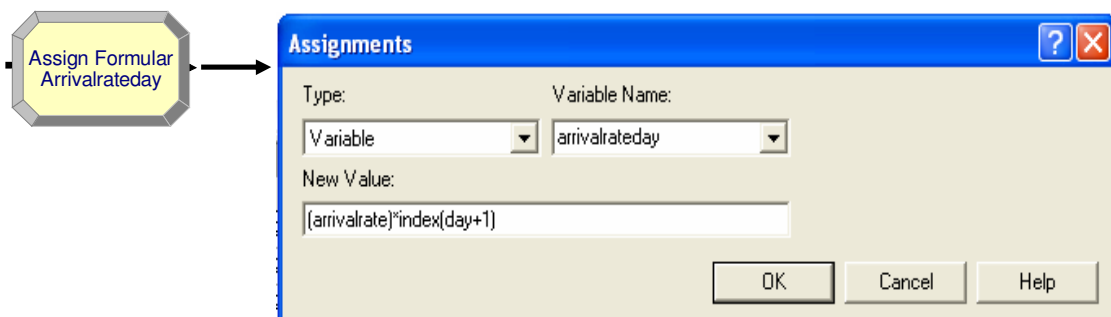 Assign Formular
Arrivalrateday
Assignments
Type:
Variable Name:
Variable
arrivalrateday
New Value:
(arrivalrate)*index(day+1)
OK
Cancel
Help